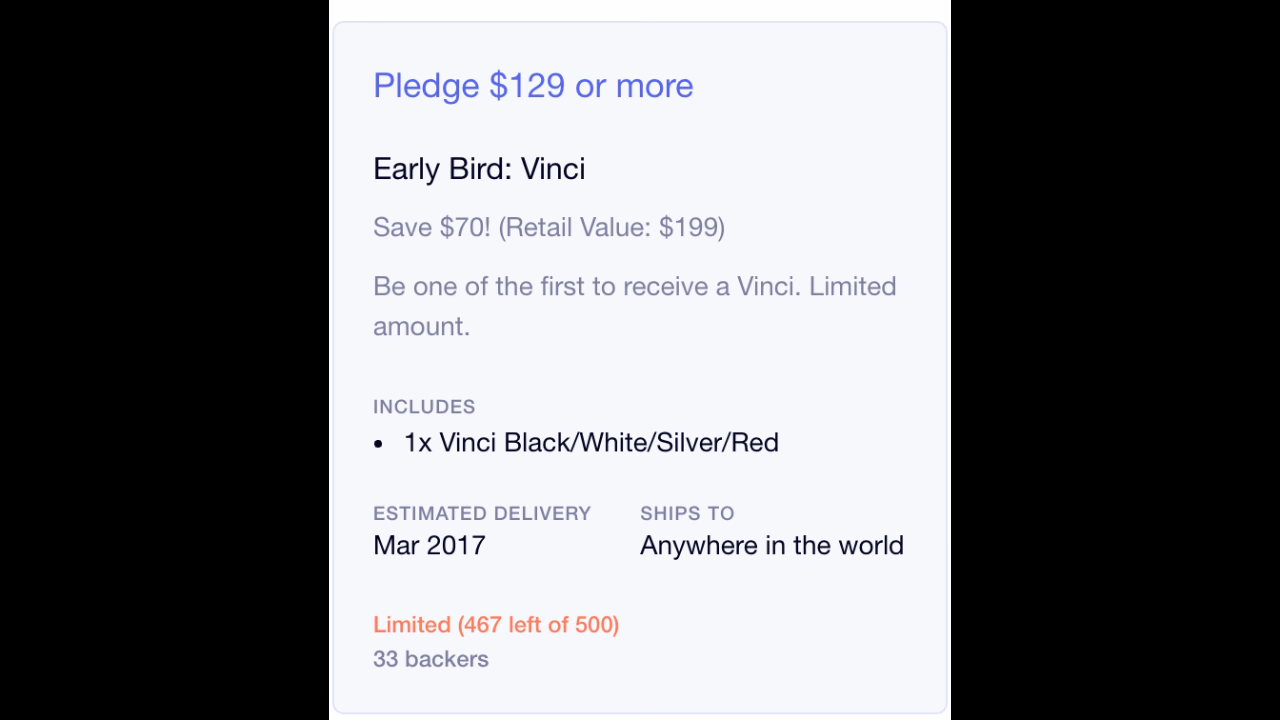 Pledge $129 or more
Early Bird: Vinci
Save $70! (Retail Value: $199)
Be one of the first to receive a Vinci. Limited
amount.
INCLUDES
• 1x Vinci Black/White/Silver/Red
ESTIMATED DELIVERY SHIPS TO
Mar 2017 Anywhere in the world
Limited (467 left of 500)
33 backers